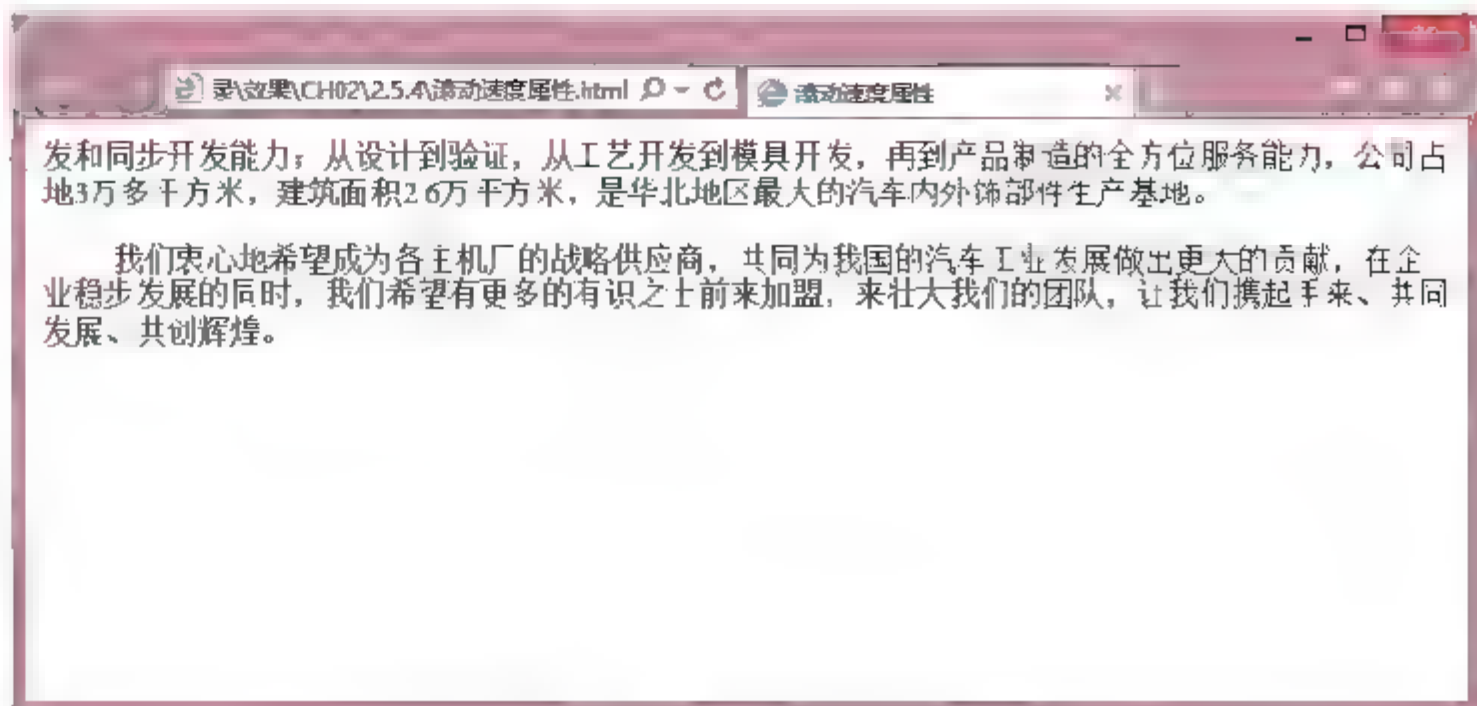 录\效果\CH02\2.5.4\滚动速度属性.html
滚动速度属性
发和同步开发能力；从设计到验证，从工艺开发到模具开发，再到产品制造的全方位服务能力，公司占
地3万多平方米，建筑面积2.6万平方米，是华北地区最大的汽车内外饰部件生产基地。
我们衷心地希望成为各主机厂的战略供应商，共同为我国的汽车工业发展做出更大的贡献，在企
业稳步发展的同时，我们希望有更多的有识之士前来加盟，来壮大我们的团队，让我们携起手来、共同
发展、共创辉煌。